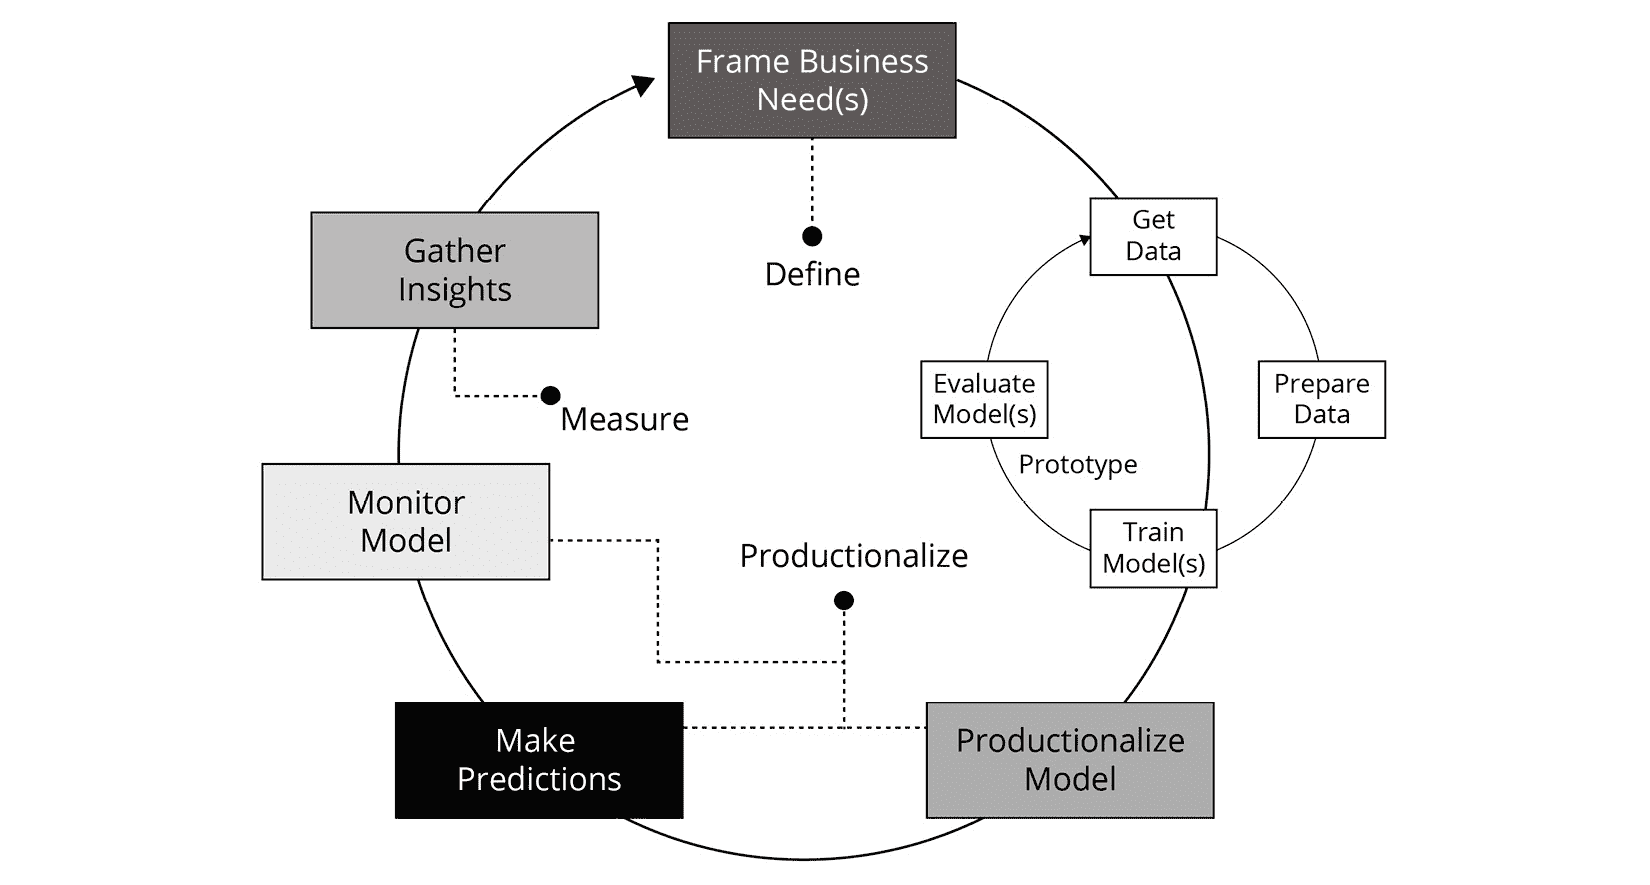 Frame Business
Need(s)
Define
Get
Data
Gather
Insights
Evaluate
Model(s)
Prepare
Data
Measure
Prototype
Monitor
Model
Train
Model(s)
Productionalize
Make
Predictions
Productionalize
Model